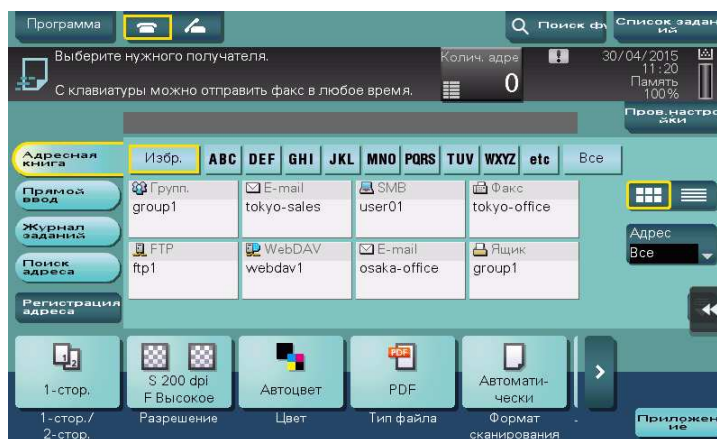 Программа
Поиск фу
Список задан
ий
Выберите нужного получателя.
С клавиатуры можно отправить факс в любое время.
Колич. адре
0
30/04/2015
11:20
Память
100%
Пров.настро
йки
Адресная
книга
Избр.
ABC
DEF
GHI
JKL
MNO
PQRS
TUV
WXYZ
etc
Все
Прямой
ввод
Журнал
заданий
Поиск
адреса
Регистрация
адреса
Групп.
group1
E-mail
tokyo-sales
SMB
user01
Факс
tokyo-office
FTP
ftp1
WebDAV
webdav1
E-mail
osaka-office
Ящик
group1
Адрес
Все
1-стор.
S 200 dpi
F Высокое
Автоцвет
PDF
PDF
Автомати-
чески
1-стор./
2-стор.
Разрешение
Цвет
Тип файла
Формат
сканирования
Приложен
ие